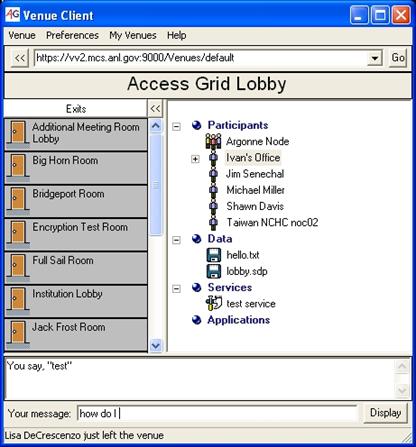 AG Venue Client
Venue Preferences My Venues Help
<< https://vv2.mcs.anl.gov:9000/Venues/default Go
Access Grid Lobby
Exits <<
Additional Meeting Room
Lobby
Big Horn Room
Bridgeport Room
Encryption Test Room
Full Sail Room
Institution Lobby
Jack Frost Room
Participants
Argonne Node
Ivan's Office
Jim Senechal
Michael Miller
Shawn Davis
Taiwan NCHC noc02
Data
hello.txt
lobby.sdp
Services
test service
Applications
You say, "test"
Your message: how do I Display
Lisa DeCrescenzo just left the venue